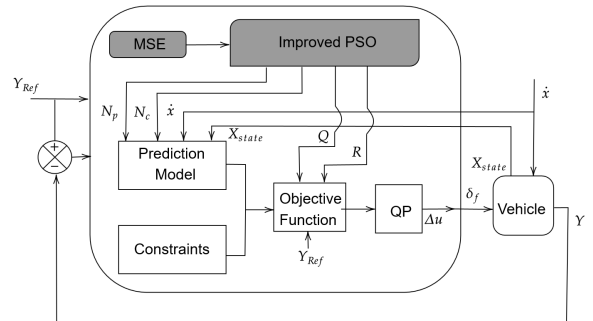 MSE
Improved PSO
Y_Ref
ẋ
N_p
N_c
ẋ
Q
R
X_state
X_state
+
−
Prediction
Model
Objective
Function
QP
Δu
δ_f
Vehicle
Y
Constraints
Y_Ref